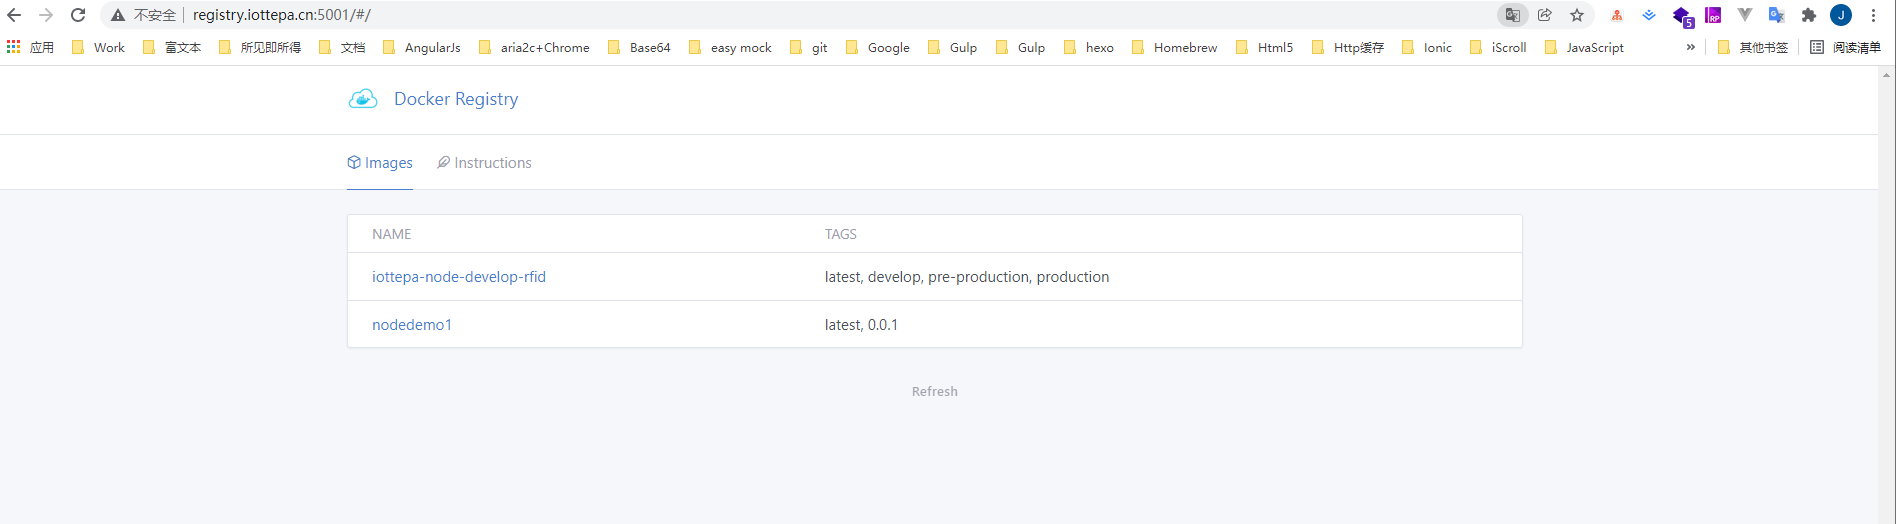 不安全 registry.iottepa.cn:5001/#/ 5 RP J
应用 Work 富文本 所见即所得 文档 AngularJs aria2c+Chrome Base64 easy mock git Google Gulp Gulp hexo Homebrew Html5 Http缓存 Ionic iScroll JavaScript » 其他书签 阅读清单
Docker Registry
Images Instructions
NAME TAGS
iottepa-node-develop-rfid latest, develop, pre-production, production
nodedemo1 latest, 0.0.1
Refresh